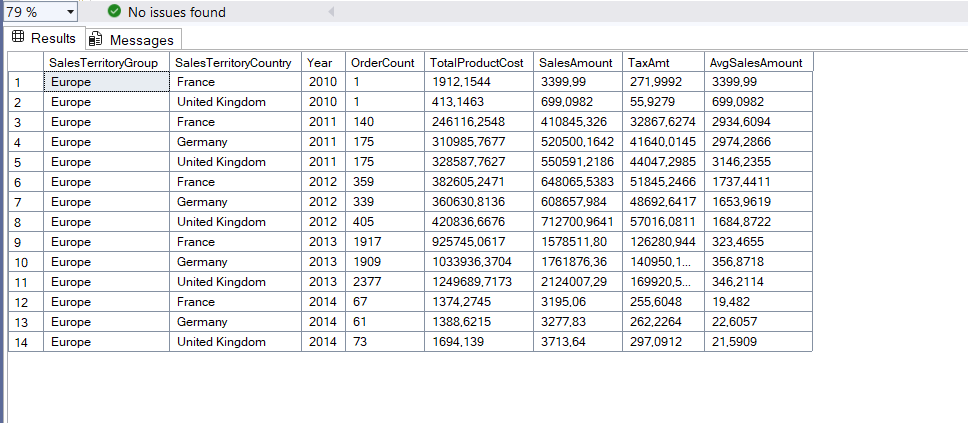 79 % No issues found
Results Messages
SalesTerritoryGroup SalesTerritoryCountry Year OrderCount TotalProductCost SalesAmount TaxAmt AvgSalesAmount
1 Europe France 2010 1 1912,1544 3399,99 271,9992 3399,99
2 Europe United Kingdom 2010 1 413,1463 699,0982 55,9279 699,0982
3 Europe France 2011 140 246116,2548 410845,326 32867,6274 2934,6094
4 Europe Germany 2011 175 310985,7677 520500,1642 41640,0145 2974,2866
5 Europe United Kingdom 2011 175 328587,7627 550591,2186 44047,2985 3146,2355
6 Europe France 2012 359 382605,2471 648065,5383 51845,2466 1737,4411
7 Europe Germany 2012 339 360630,8136 608657,984 48692,6417 1653,9619
8 Europe United Kingdom 2012 405 420836,6676 712700,9641 57016,0811 1684,8722
9 Europe France 2013 1917 925745,0617 1578511,80 126280,944 323,4655
10 Europe Germany 2013 1909 1033936,3704 1761876,36 140950,1... 356,8718
11 Europe United Kingdom 2013 2377 1249689,7173 2124007,29 169920,5... 346,2114
12 Europe France 2014 67 1374,2745 3195,06 255,6048 19,482
13 Europe Germany 2014 61 1388,6215 3277,83 262,2264 22,6057
14 Europe United Kingdom 2014 73 1694,139 3713,64 297,0912 21,5909